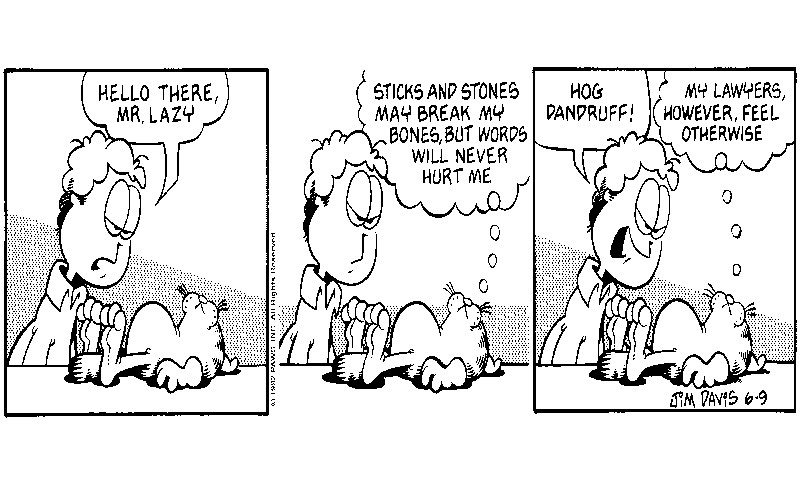 HELLO THERE,
MR. LAZY
STICKS AND STONES
MAY BREAK MY
BONES, BUT WORDS
WILL NEVER
HURT ME
HOG
DANDRUFF!
MY LAWYERS,
HOWEVER, FEEL
OTHERWISE
JIM DAVIS 6-9